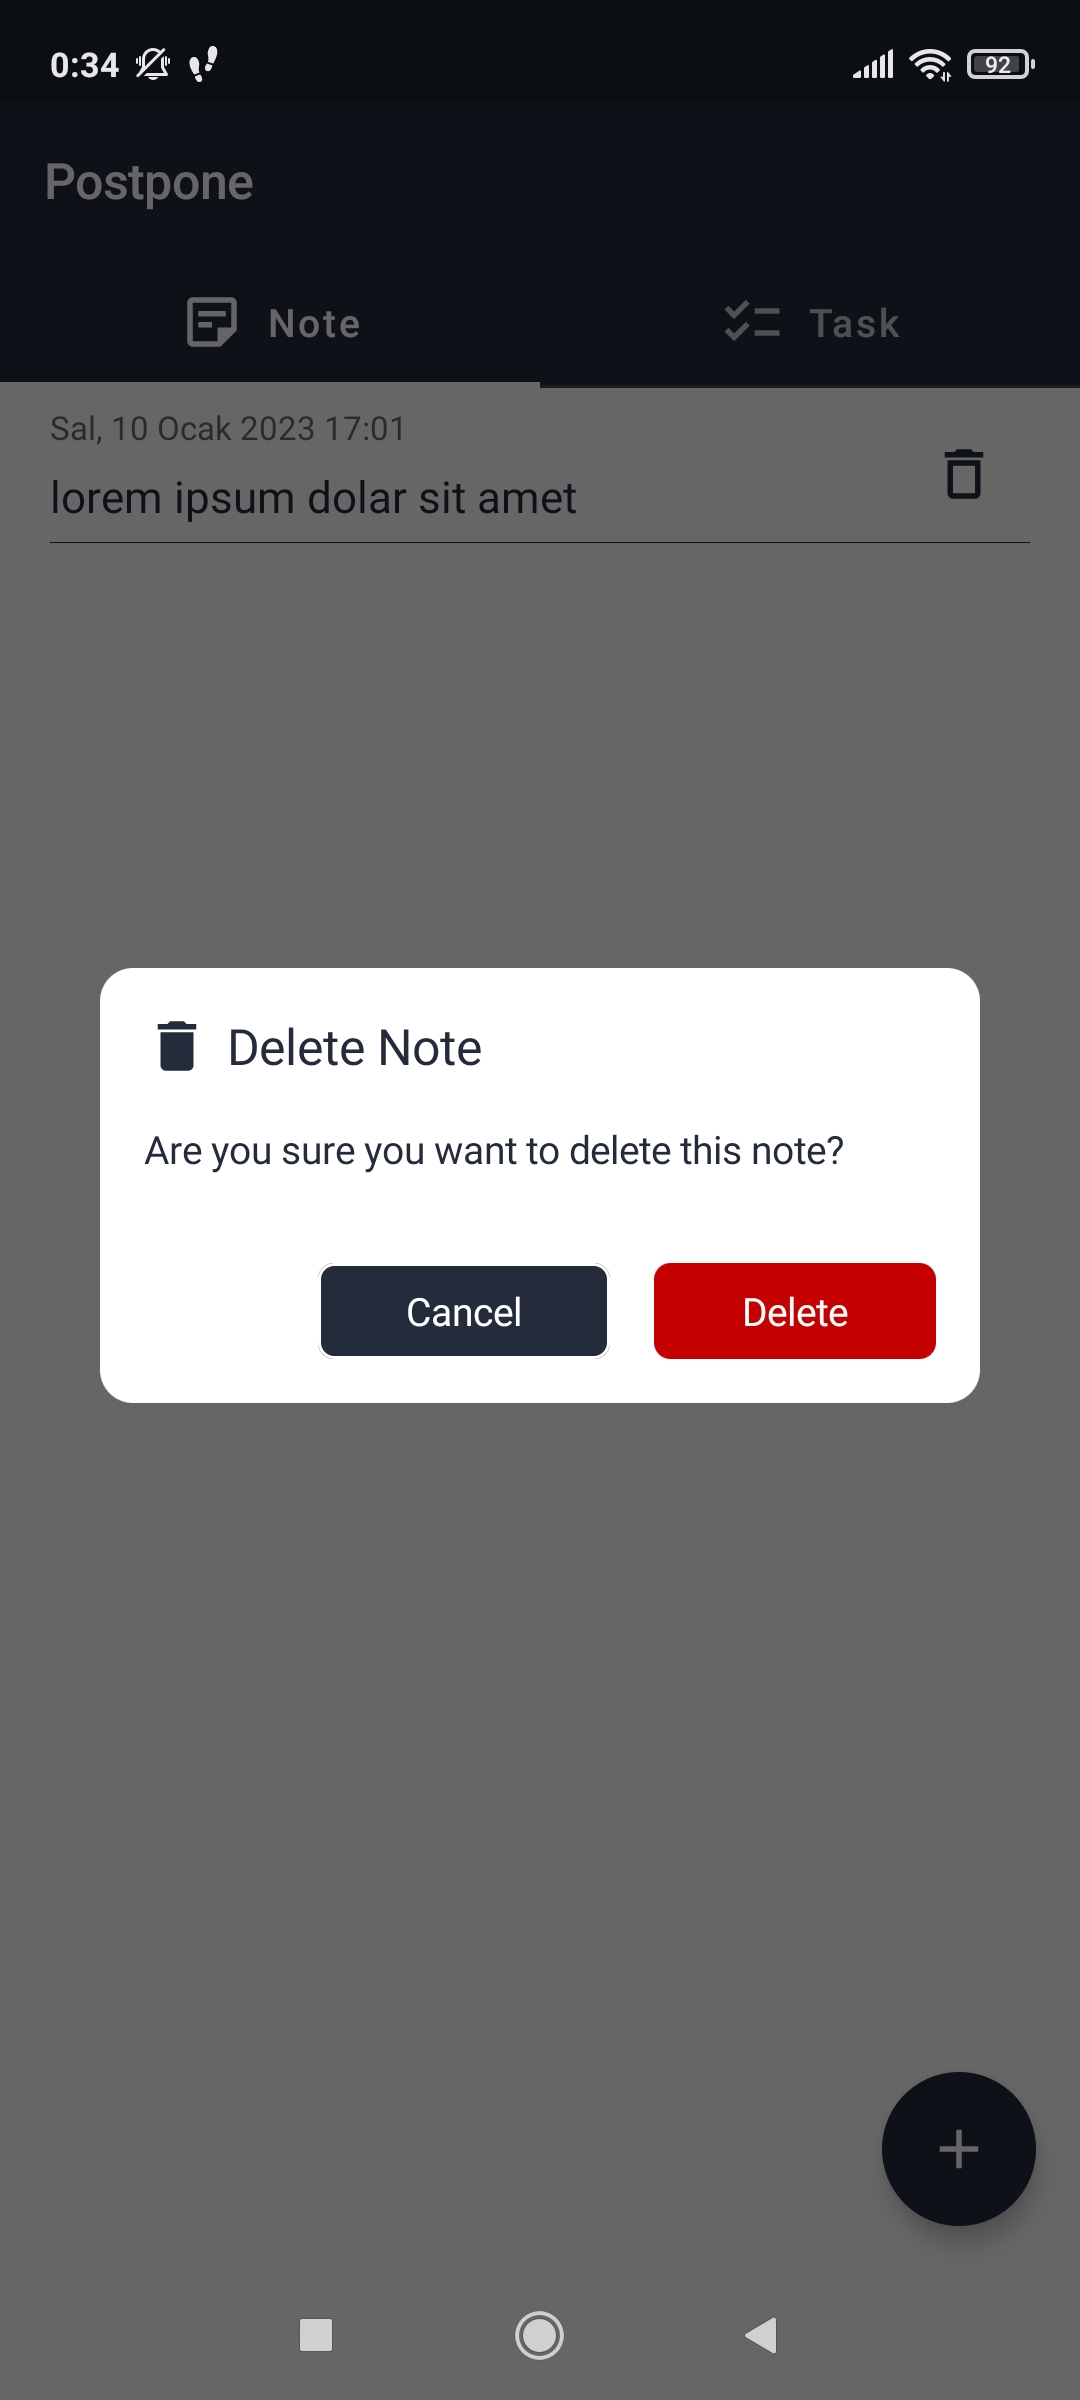 0:34
92
Postpone
Note
Task
Sal, 10 Ocak 2023 17:01
lorem ipsum dolar sit amet
Delete Note
Are you sure you want to delete this note?
Cancel
Delete